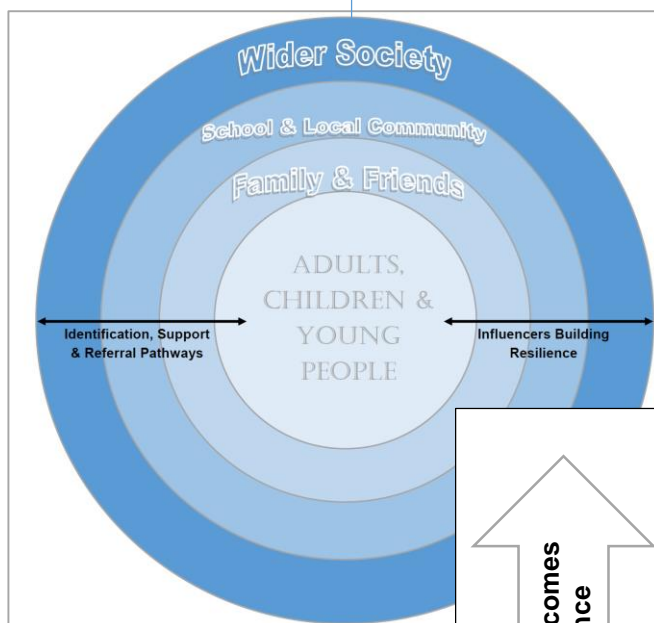 Wider Society
School & Local Community
Family & Friends
ADULTS,
CHILDREN &
YOUNG
PEOPLE
Identification, Support
& Referral Pathways
Influencers Building
Resilience